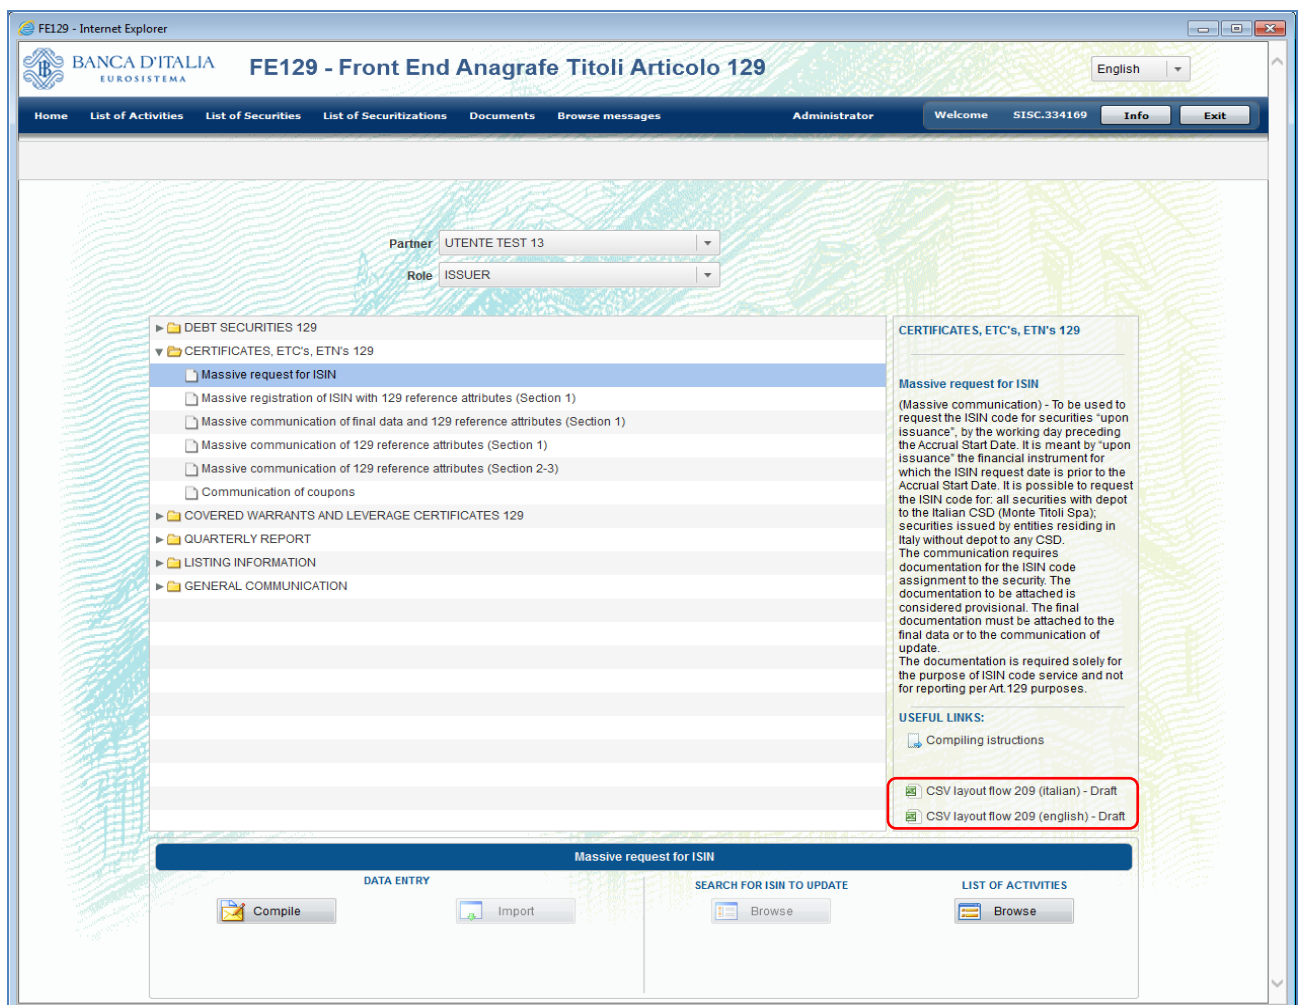 FE129 - Internet Explorer
BANCA D'ITALIA
EUROSISTEMA
FE129 - Front End Anagrafe Titoli Articolo 129
English
Home List of Activities List of Securities List of Securitizations Documents Browse messages Administrator Welcome SISC.334169 Info Exit
Partner UTENTE TEST 13
Role ISSUER
DEBT SECURITIES 129
CERTIFICATES, ETC's, ETN's 129
Massive request for ISIN
Massive registration of ISIN with 129 reference attributes (Section 1)
Massive communication of final data and 129 reference attributes (Section 1)
Massive communication of 129 reference attributes (Section 1)
Massive communication of 129 reference attributes (Section 2-3)
Communication of coupons
COVERED WARRANTS AND LEVERAGE CERTIFICATES 129
QUARTERLY REPORT
LISTING INFORMATION
GENERAL COMMUNICATION
CERTIFICATES, ETC's, ETN's 129
Massive request for ISIN
(Massive communication) - To be used to
request the ISIN code for securities “upon
issuance”, by the working day preceding
the Accrual Start Date. It is meant by “upon
issuance” the financial instrument for
which the ISIN request date is prior to the
Accrual Start Date. It is possible to request
the ISIN code for: all securities with depot
to the Italian CSD (Monte Titoli Spa);
securities issued by entities residing in
Italy without depot to any CSD.
The communication requires
documentation for the ISIN code
assignment to the security. The
documentation to be attached is
considered provisional. The final
documentation must be attached to the
final data or to the communication of
update.
The documentation is required solely for
the purpose of ISIN code service and not
for reporting per Art.129 purposes.
USEFUL LINKS:
Compiling istructions
CSV layout flow 209 (italian) - Draft
CSV layout flow 209 (english) - Draft
Massive request for ISIN
DATA ENTRY
Compile Import
SEARCH FOR ISIN TO UPDATE
Browse
LIST OF ACTIVITIES
Browse